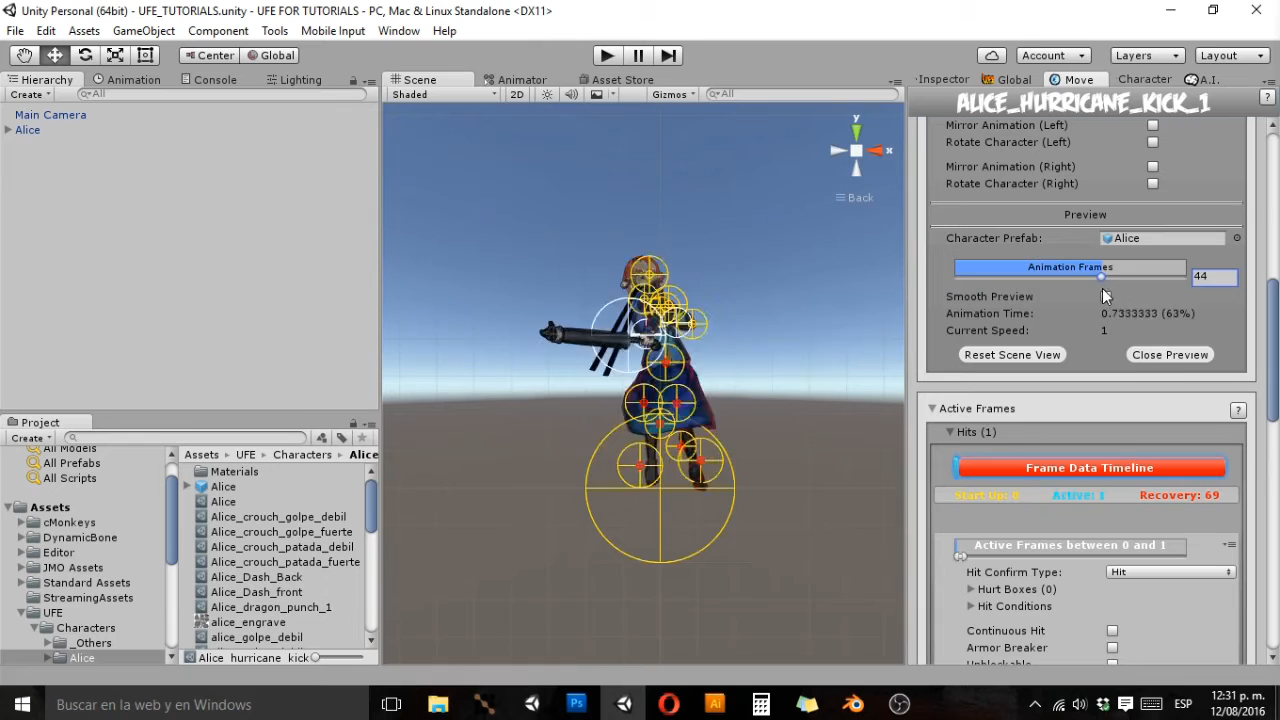 Unity Personal (64bit) - UFE_TUTORIALS.unity - UFE FOR TUTORIALS - PC, Mac & Linux Standalone <DX11>
File Edit Assets GameObject Component Tools Mobile Input Window Help
Center Global Account Layers Layout
Hierarchy Animation Console Lighting Scene Animator Asset Store Inspector Global Move Character A.I.
Create All Shaded 2D Gizmos All
ALICE_HURRICANE_KICK_1
Main Camera
Alice
y
x
Back
Mirror Animation (Left)
Rotate Character (Left)
Mirror Animation (Right)
Rotate Character (Right)
Preview
Character Prefab: Alice
Animation Frames 44
Smooth Preview
Animation Time: 0.7333333 (63%)
Current Speed: 1
Reset Scene View Close Preview
Active Frames
Hits (1)
Frame Data Timeline
Start Up: 0 Active: 1 Recovery: 69
Active Frames between 0 and 1
Hit Confirm Type: Hit
Hurt Boxes (0)
Hit Conditions
Continuous Hit
Armor Breaker
Unblockable
Project
Create
All Models
All Prefabs
All Scripts
Assets
cMonkeys
DynamicBone
Editor
JMO Assets
Standard Assets
StreamingAssets
UFE
Characters
_Others
Alice
Assets UFE Characters Alice
Materials
Alice
Alice
Alice_crouch_golpe_debil
Alice_crouch_golpe_fuerte
Alice_crouch_patada_debil
Alice_crouch_patada_fuerte
Alice_Dash_Back
Alice_Dash_front
Alice_dragon_punch_1
alice_engrave
alice_golpe_debil
Alice_hurricane_kick
Buscar en la web y en Windows
ESP
12:31 p. m.
12/08/2016